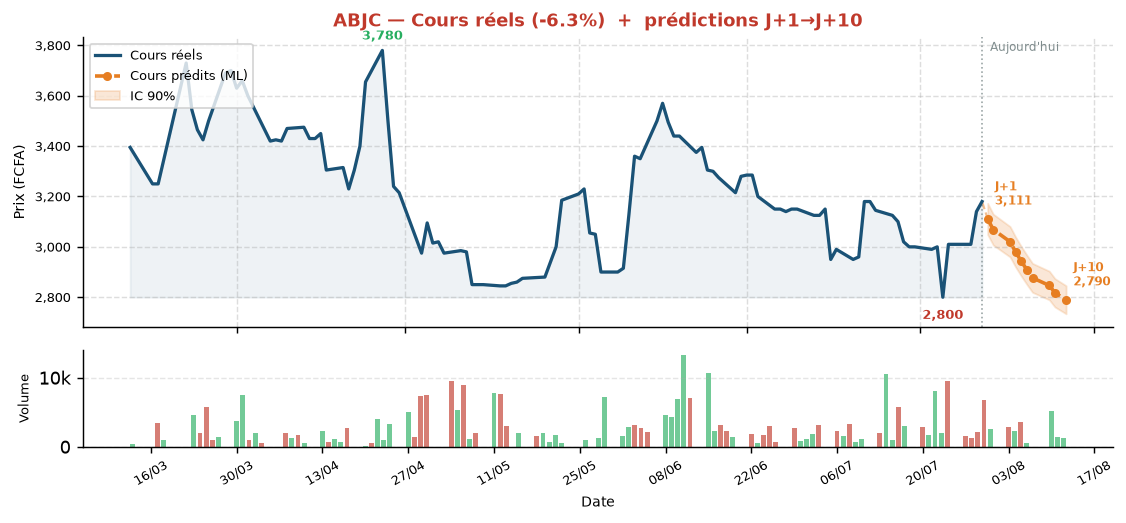 ABJC — Cours réels (-6.3%)  +  prédictions J+1→J+10
3,780
Cours réels
Cours prédits (ML)
IC 90%
Aujourd'hui
3,800
3,600
3,400
3,200
3,000
2,800
Prix (FCFA)
J+1
3,111
J+10
2,790
2,800
10k
0
Volume
16/03
30/03
13/04
27/04
11/05
25/05
08/06
22/06
06/07
20/07
03/08
17/08
Date